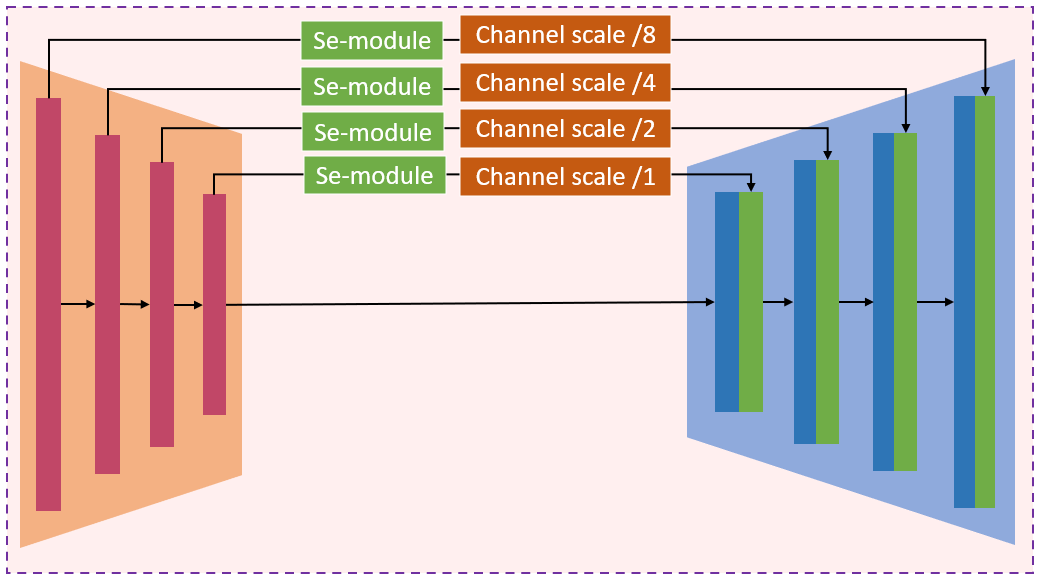 Se-module Channel scale /8
Se-module Channel scale /4
Se-module Channel scale /2
Se-module Channel scale /1